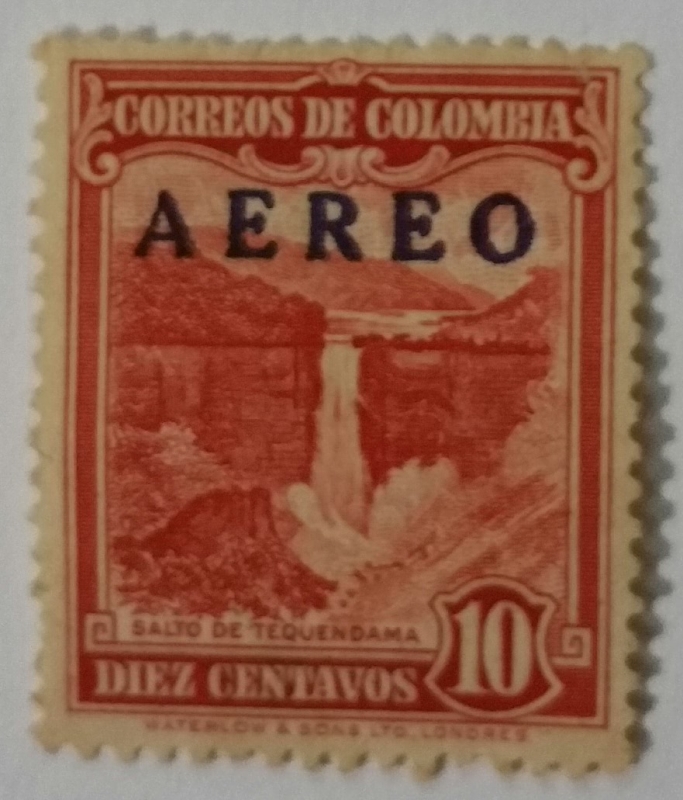 CORREOS DE COLOMBIA
AEREO
SALTO DE TEQUENDAMA
DIEZ CENTAVOS
10
WATERLOW & SONS LTD, LONDRES